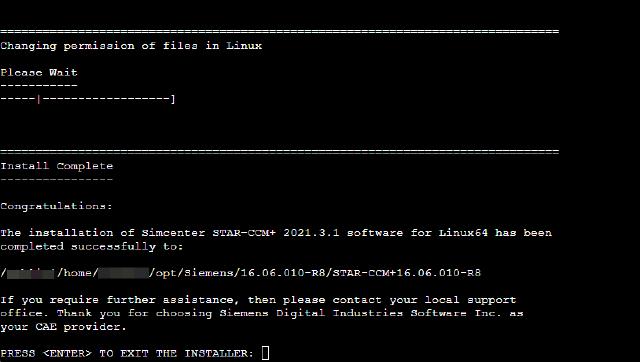 ===========================================================================
Changing permission of files in Linux
Please Wait
-----------
-----|-----------------]
===========================================================================
Install Complete
----------------
Congratulations:
The installation of Simcenter STAR-CCM+ 2021.3.1 software for Linux64 has been
completed successfully to:
/home/ /opt/Siemens/16.06.010-R8/STAR-CCM+16.06.010-R8
If you require further assistance, then please contact your local support
office. Thank you for choosing Siemens Digital Industries Software Inc. as
your CAE provider.
PRESS <ENTER> TO EXIT THE INSTALLER: